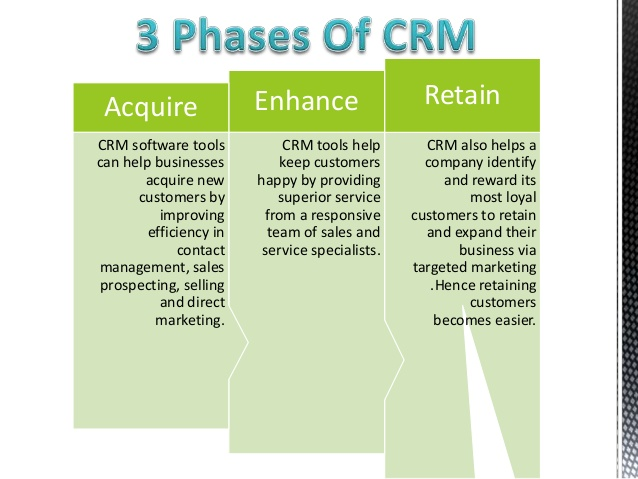 3 Phases Of CRM
Acquire
CRM software tools
can help businesses
acquire new
customers by
improving
efficiency in
contact
management, sales
prospecting, selling
and direct
marketing.
Enhance
CRM tools help
keep customers
happy by providing
superior service
from a responsive
team of sales and
service specialists.
Retain
CRM also helps a
company identify
and reward its
most loyal
customers to retain
and expand their
business via
targeted marketing
.Hence retaining
customers
becomes easier.